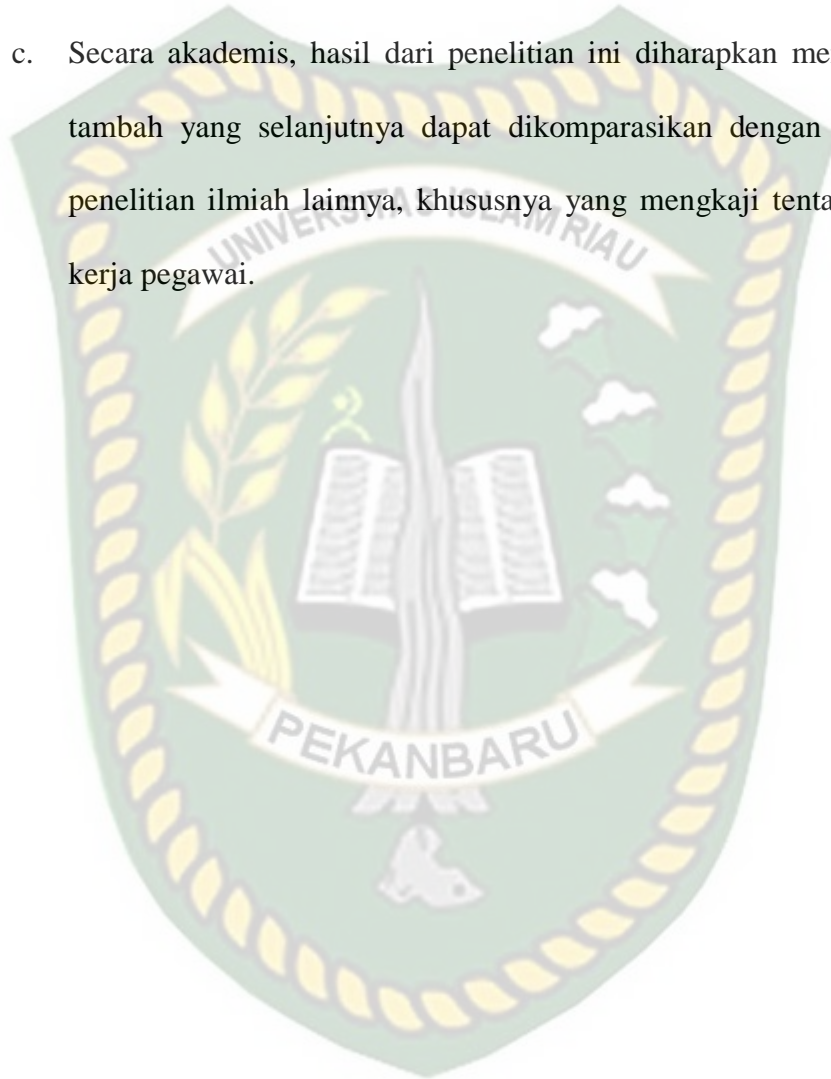 c. Secara akademis, hasil dari penelitian ini diharapkan me
tambah yang selanjutnya dapat dikomparasikan dengan
penelitian ilmiah lainnya, khususnya yang mengkaji tenta
kerja pegawai.
UNIVERSITAS ISLAM RIAU
PEKANBARU